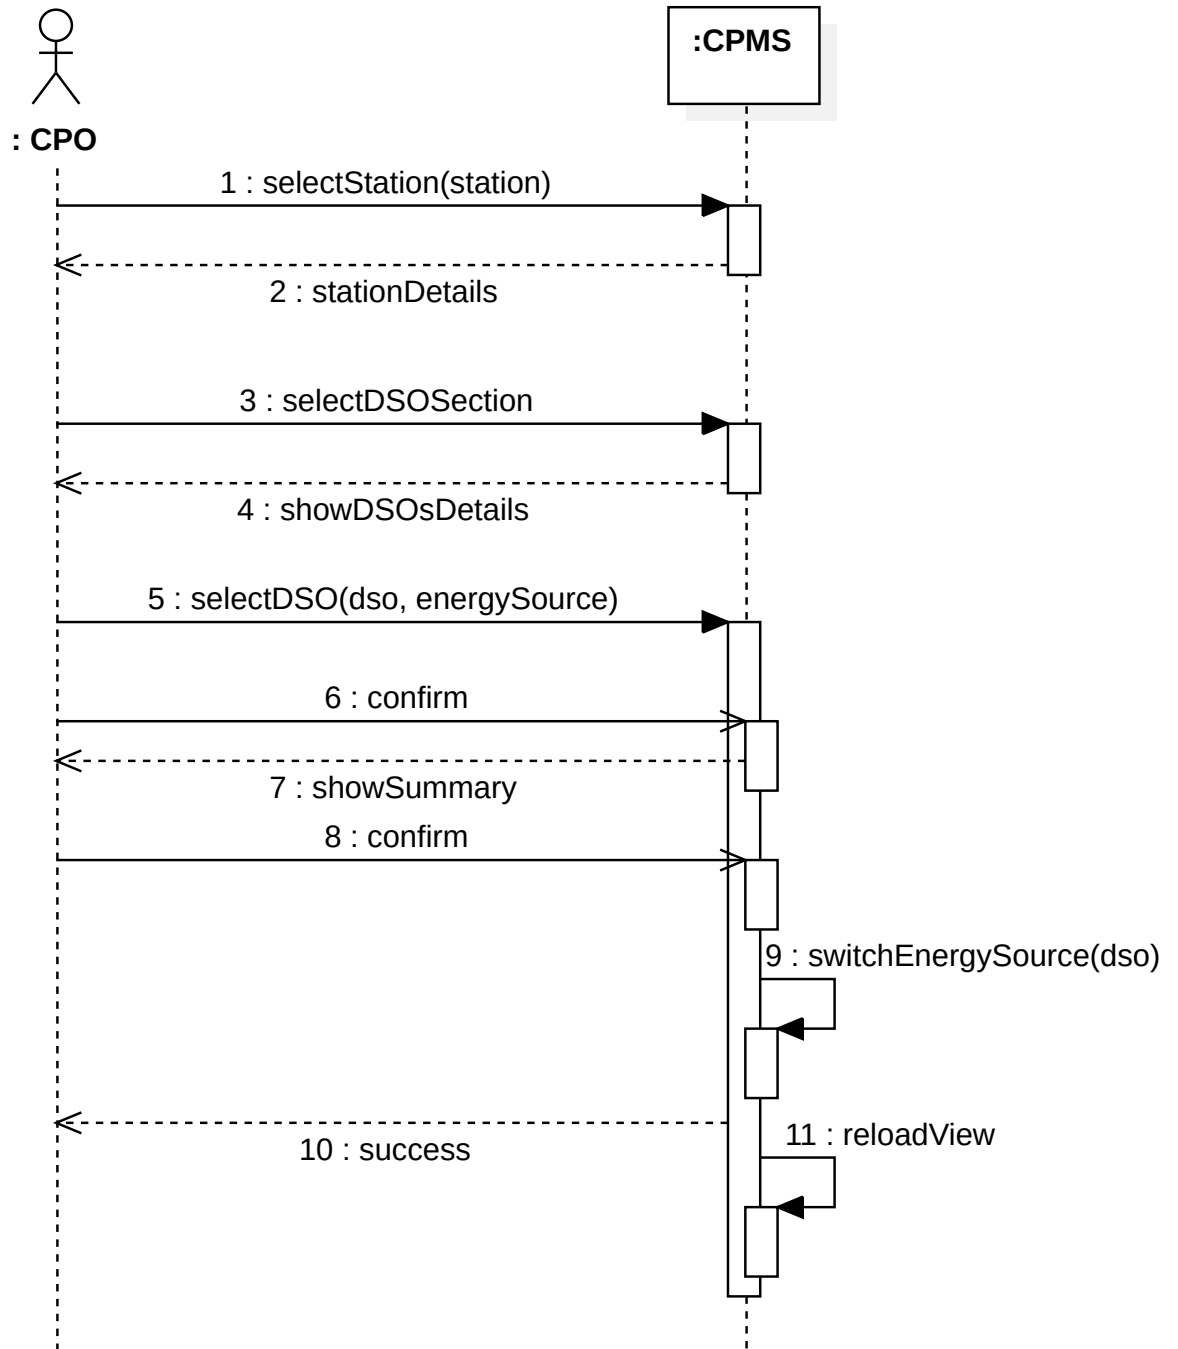 :CPMS
: CPO
1 : selectStation(station)
2 : stationDetails
3 : selectDSOSection
4 : showDSOsDetails
5 : selectDSO(dso, energySource)
6 : confirm
7 : showSummary
8 : confirm
9 : switchEnergySource(dso)
11 : reloadView
10 : success